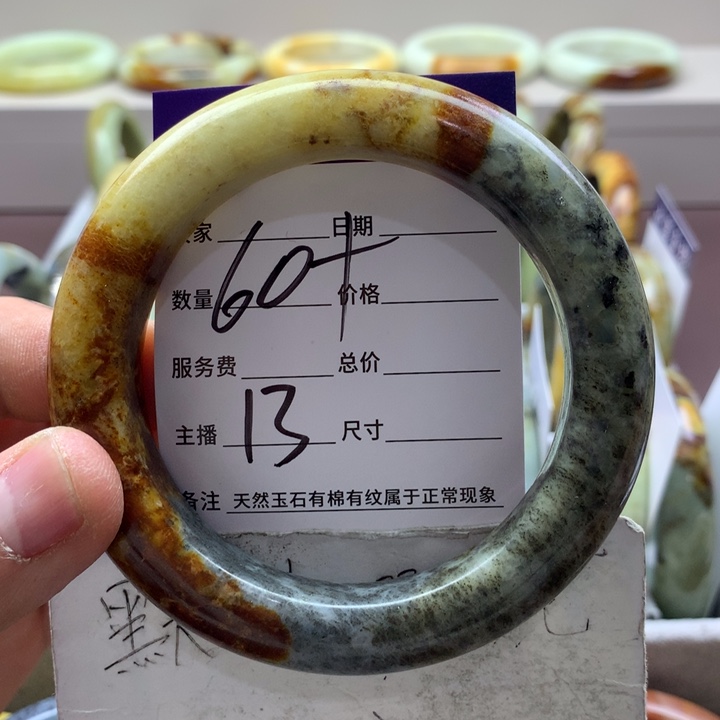 家 日期
数量 60+ 价格
服务费 总价
主播 13 尺寸
备注 天然玉石有棉有纹属于正常现象